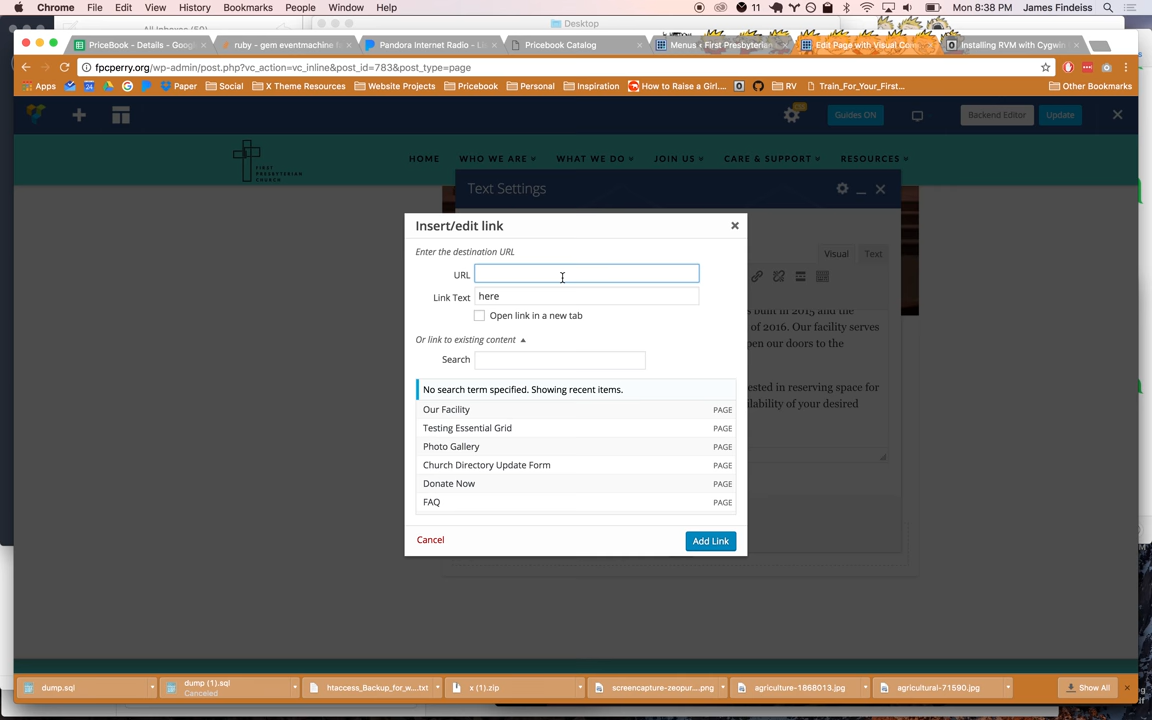 Chrome File Edit View History Bookmarks People Window Help 11 Mon 8:38 PM James Findeiss
Desktop
PriceBook - Details - Goog
ruby - gem eventmachine f
Pandora Internet Radio - Li
Pricebook Catalog
Menus ‹ First Presbyterian
Edit Page with Visual Com
Installing RVM with Cygwin
fpcperry.org/wp-admin/post.php?vc_action=vc_inline&post_id=783&post_type=page
Apps Paper Social X Theme Resources Website Projects Pricebook Personal Inspiration How to Raise a Girl.... RV Train_For_Your_First... Other Bookmarks
Guides ON Backend Editor Update
FIRST
PRESBYTERIAN
CHURCH
HOME WHO WE ARE WHAT WE DO JOIN US CARE & SUPPORT RESOURCES
Text Settings
Insert/edit link
Enter the destination URL
Visual Text
URL
Link Text here
Open link in a new tab
s built in 2015 and the
of 2016. Our facility serves
pen our doors to the
Or link to existing content
Search
ested in reserving space for
ilability of your desired
No search term specified. Showing recent items.
Our Facility PAGE
Testing Essential Grid PAGE
Photo Gallery PAGE
Church Directory Update Form PAGE
Donate Now PAGE
FAQ PAGE
Cancel Add Link
dump.sql
dump (1).sql
Canceled
htaccess_Backup_for_w....txt
x (1).zip
screencapture-zeopur....png
agriculture-1868013.jpg
agricultural-71590.jpg
Show All